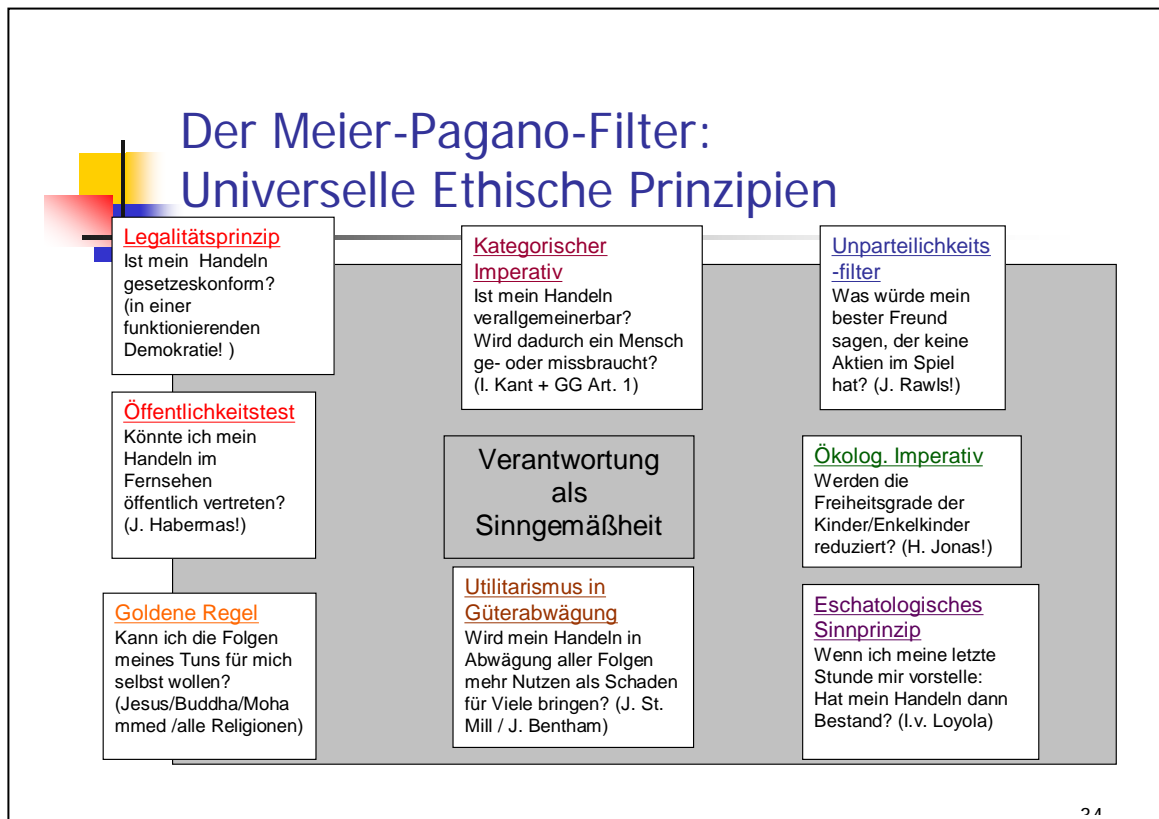 Der Meier-Pagano-Filter:
Universelle Ethische Prinzipien
Legalitätsprinzip
Ist mein Handeln
gesetzeskonform?
(in einer
funktionierenden
Demokratie! )
Kategorischer
Imperativ
Ist mein Handeln
verallgemeinerbar?
Wird dadurch ein Mensch
ge- oder missbraucht?
(I. Kant + GG Art. 1)
Unparteilichkeits
-filter
Was würde mein
bester Freund
sagen, der keine
Aktien im Spiel
hat? (J. Rawls!)
Öffentlichkeitstest
Könnte ich mein
Handeln im
Fernsehen
öffentlich vertreten?
(J. Habermas!)
Verantwortung
als
Sinngemäßheit
Ökolog. Imperativ
Werden die
Freiheitsgrade der
Kinder/Enkelkinder
reduziert? (H. Jonas!)
Goldene Regel
Kann ich die Folgen
meines Tuns für mich
selbst wollen?
(Jesus/Buddha/Moha
mmed /alle Religionen)
Utilitarismus in
Güterabwägung
Wird mein Handeln in
Abwägung aller Folgen
mehr Nutzen als Schaden
für Viele bringen? (J. St.
Mill / J. Bentham)
Eschatologisches
Sinnprinzip
Wenn ich meine letzte
Stunde mir vorstelle:
Hat mein Handeln dann
Bestand? (I.v. Loyola)